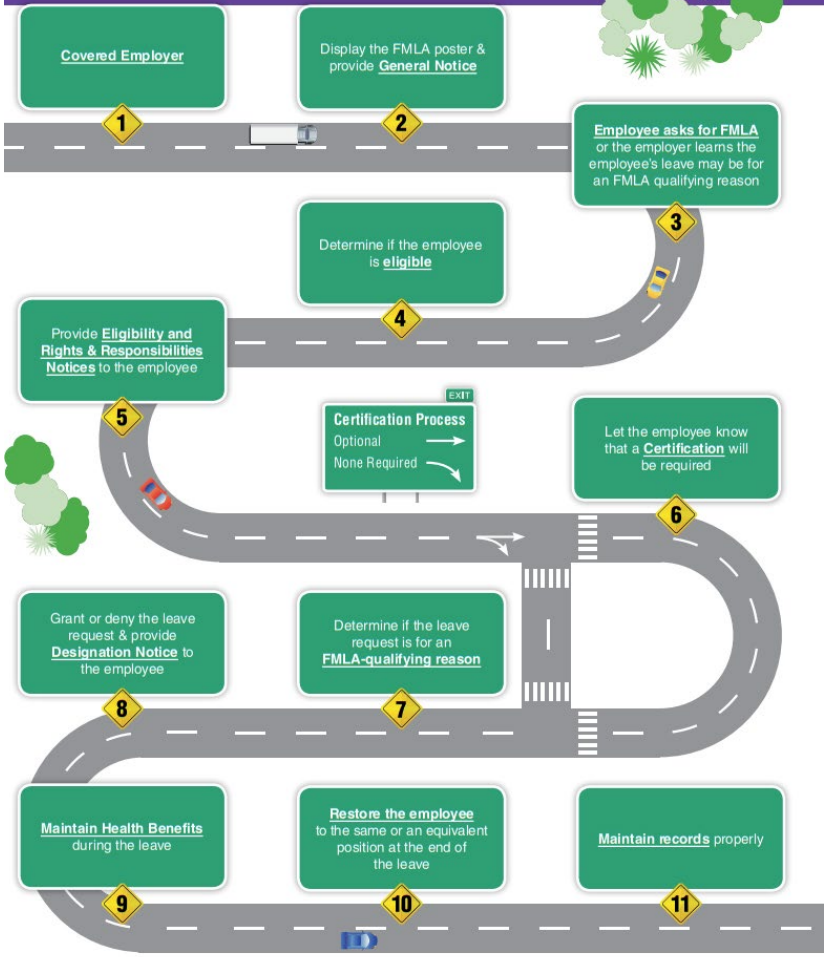 Covered Employer
1
Display the FMLA poster &
provide General Notice
2
Employee asks for FMLA
or the employer learns the
employee's leave may be for
an FMLA qualifying reason
3
Determine if the employee
is eligible
4
Provide Eligibility and
Rights & Responsibilities
Notices to the employee
5
EXIT
Certification Process
Optional
None Required
Let the employee know
that a Certification will
be required
6
Determine if the leave
request is for an
FMLA-qualifying reason
7
Grant or deny the leave
request & provide
Designation Notice to
the employee
8
Maintain Health Benefits
during the leave
9
Restore the employee
to the same or an equivalent
position at the end of
the leave
10
Maintain records properly
11